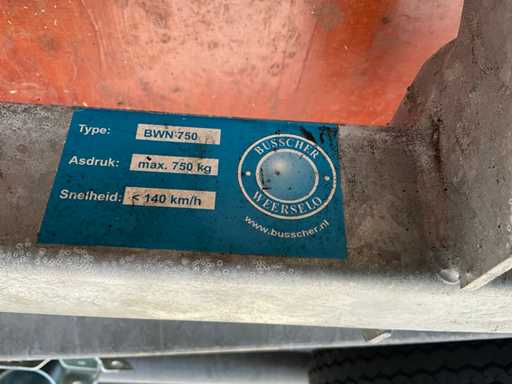 Type: BWN 750
Asdruk: max. 750 kg
Snelheid: < 140 km/h
BUSSCHER
WEERSELO
www.busscher.nl